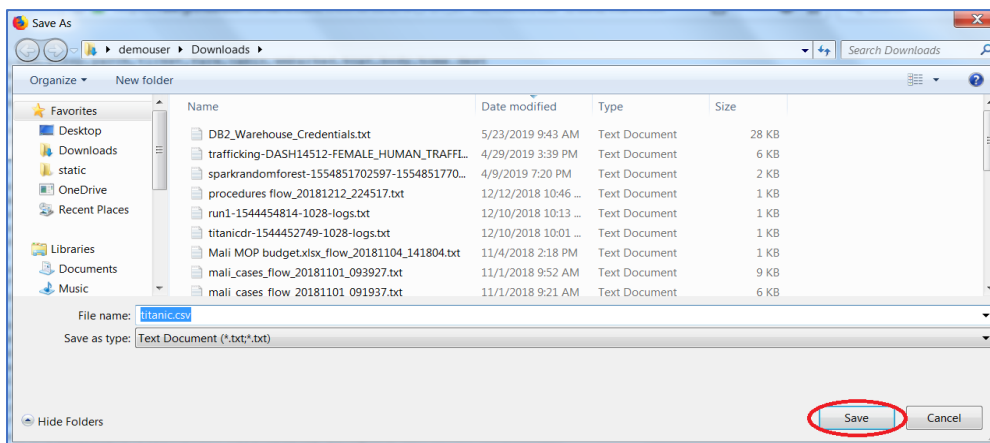 Save As
demouser Downloads Search Downloads
Organize New folder
Favorites
Desktop
Downloads
static
OneDrive
Recent Places
Libraries
Documents
Music
Name Date modified Type Size
DB2_Warehouse_Credentials.txt 5/23/2019 9:43 AM Text Document 28 KB
trafficking-DASH14512-FEMALE_HUMAN_TRAFFI... 4/29/2019 3:39 PM Text Document 6 KB
sparkrandomforest-1554851702597-1554851770... 4/9/2019 7:20 PM Text Document 2 KB
procedures flow_20181212_224517.txt 12/12/2018 10:46 ... Text Document 1 KB
run1-1544454814-1028-logs.txt 12/10/2018 10:13 ... Text Document 1 KB
titanicdr-1544452749-1028-logs.txt 12/10/2018 10:01 ... Text Document 1 KB
Mali MOP budget.xlsx_flow_20181104_141804.txt 11/4/2018 2:18 PM Text Document 1 KB
mali_cases_flow_20181101_093927.txt 11/1/2018 9:52 AM Text Document 9 KB
mali_cases_flow_20181101_091937.txt 11/1/2018 9:21 AM Text Document 6 KB
File name: titanic.csv
Save as type: Text Document (*.txt;*.txt)
Hide Folders Save Cancel